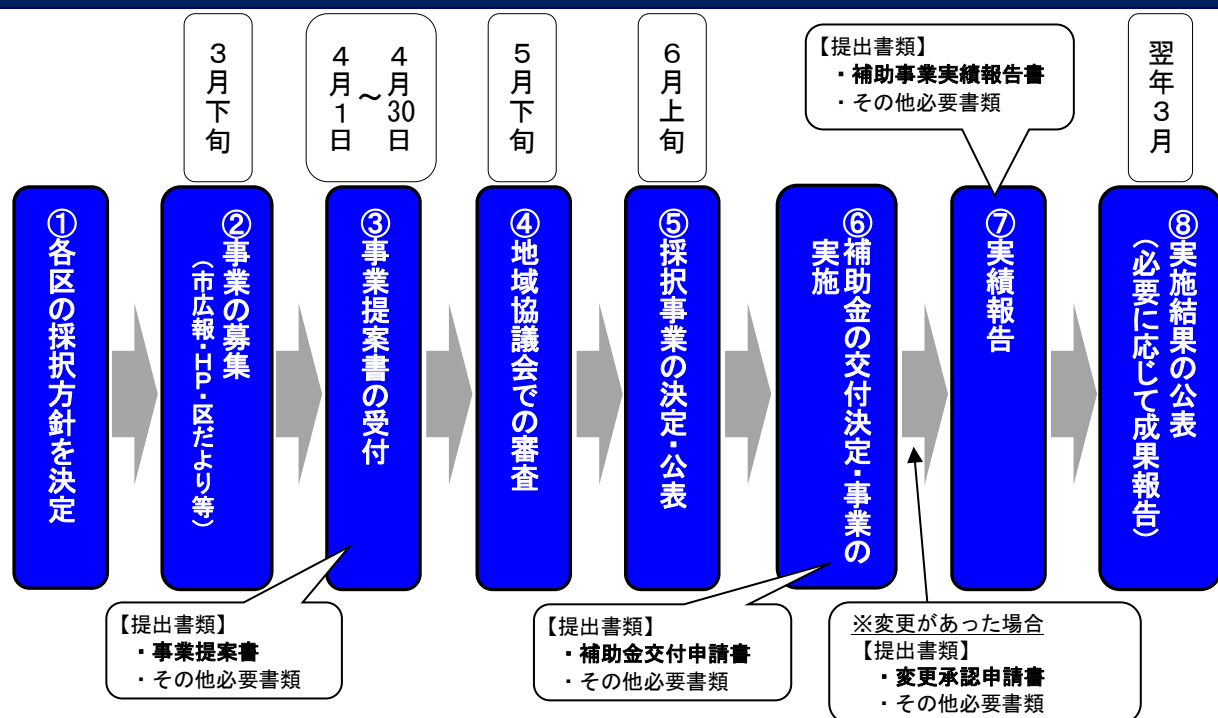 ３月下旬
４月１日
～
４月30日
５月下旬
６月上旬
【提出書類】
・補助事業実績報告書
・その他必要書類
翌年３月
①各区の採択方針を決定
②事業の募集
（市広報・ＨＰ・区だより等）
③事業提案書の受付
④地域協議会での審査
⑤採択事業の決定・公表
⑥補助金の交付決定・事業の
実施
⑦実績報告
⑧実施結果の公表
（必要に応じて成果報告）
【提出書類】
・事業提案書
・その他必要書類
【提出書類】
・補助金交付申請書
・その他必要書類
※変更があった場合
【提出書類】
・変更承認申請書
・その他必要書類